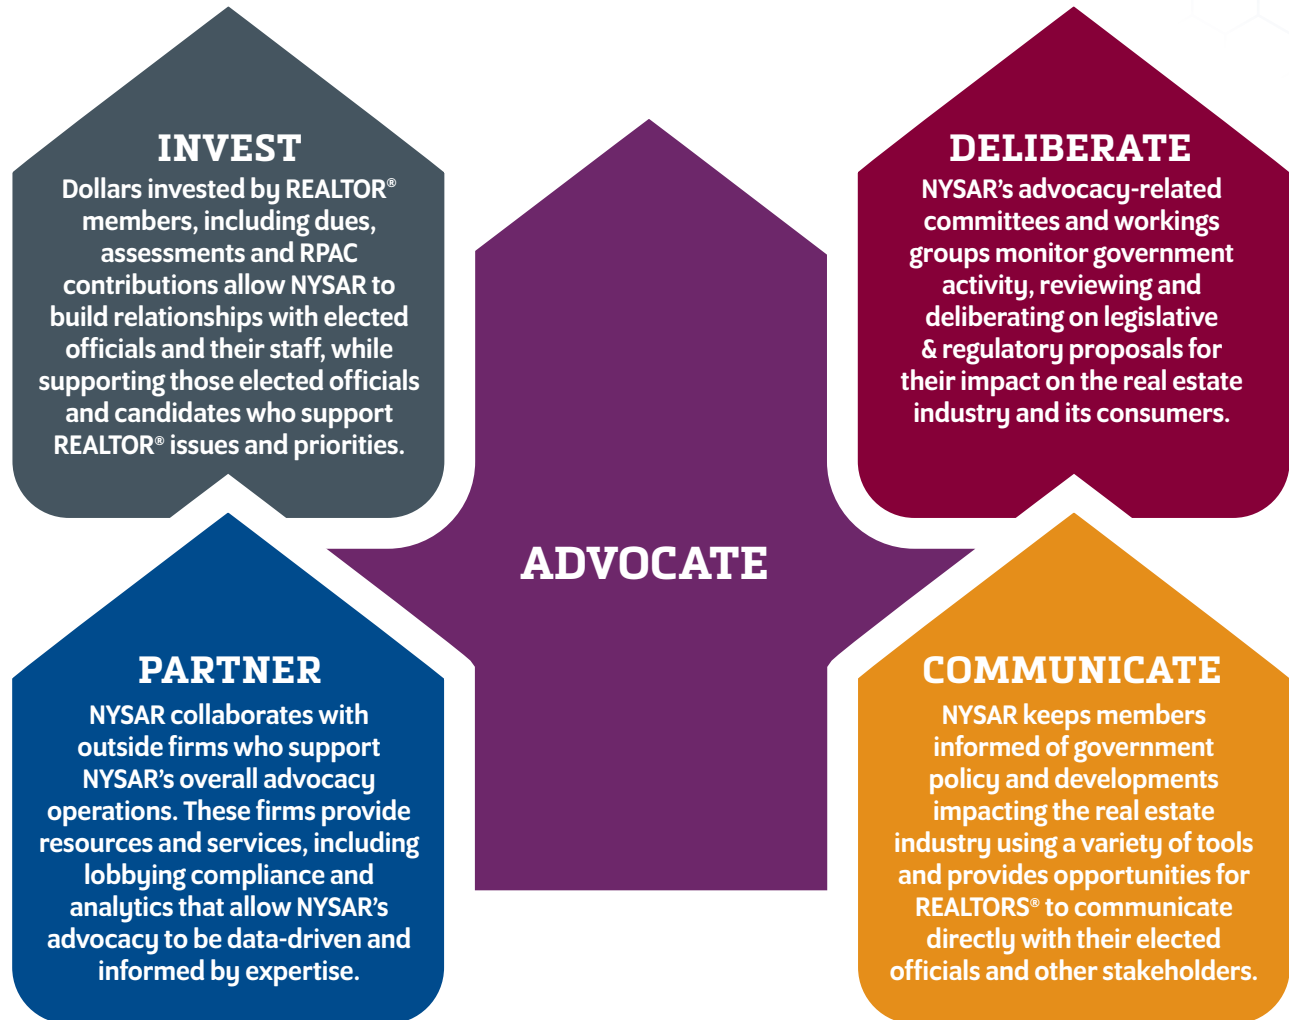 INVEST
Dollars invested by REALTOR®
members, including dues,
assessments and RPAC
contributions allow NYSAR to
build relationships with elected
officials and their staff, while
supporting those elected officials
and candidates who support
REALTOR® issues and priorities.
DELIBERATE
NYSAR’s advocacy-related
committees and workings
groups monitor government
activity, reviewing and
deliberating on legislative
& regulatory proposals for
their impact on the real estate
industry and its consumers.
ADVOCATE
PARTNER
NYSAR collaborates with
outside firms who support
NYSAR’s overall advocacy
operations. These firms provide
resources and services, including
lobbying compliance and
analytics that allow NYSAR’s
advocacy to be data-driven and
informed by expertise.
COMMUNICATE
NYSAR keeps members
informed of government
policy and developments
impacting the real estate
industry using a variety of tools
and provides opportunities for
REALTORS® to communicate
directly with their elected
officials and other stakeholders.